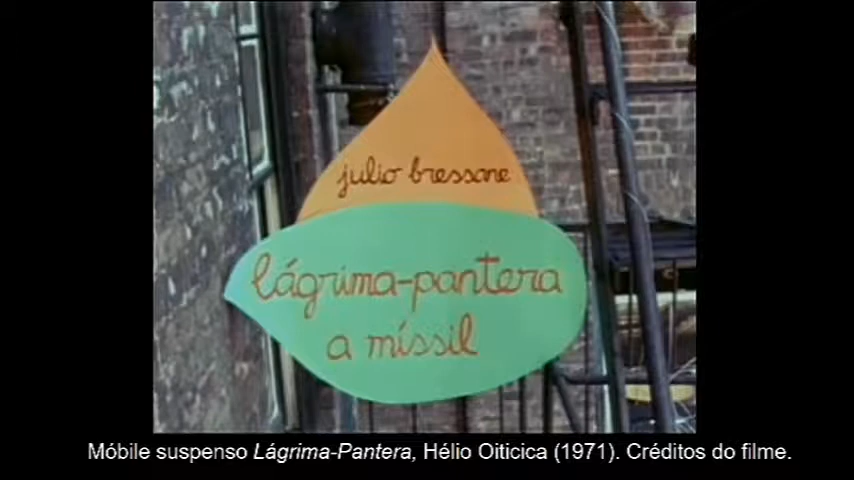 julio bressane
lágrima-pantera
a míssil
Móbile suspenso Lágrima-Pantera, Hélio Oiticica (1971). Créditos do filme.